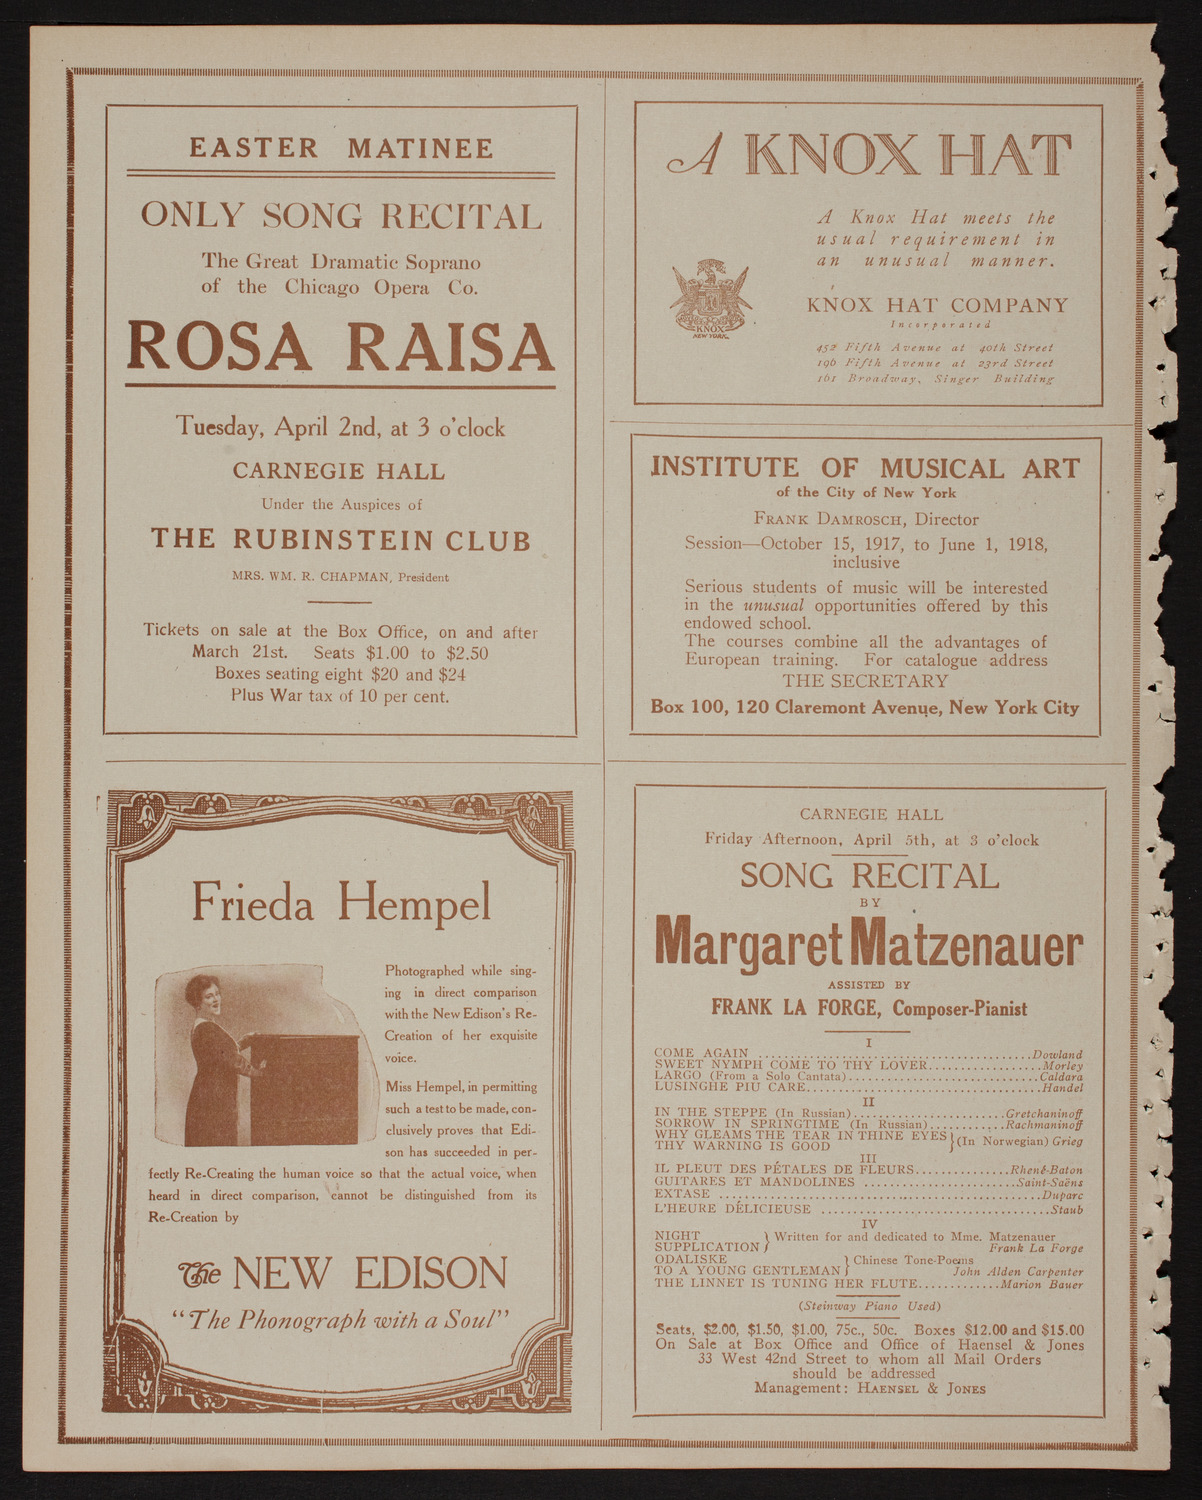 EASTER MATINEE
ONLY SONG RECITAL
The Great Dramatic Soprano
of the Chicago Opera Co.
ROSA RAISA
Tuesday, April 2nd, at 3 o'clock
CARNEGIE HALL
Under the Auspices of
THE RUBINSTEIN CLUB
MRS. WM. R. CHAPMAN, President
Tickets on sale at the Box Office, on and after
March 21st. Seats $1.00 to $2.50
Boxes seating eight $20 and $24
Plus War tax of 10 per cent.
A KNOX HAT
A Knox Hat meets the
usual requirement in
an unusual manner.
KNOX
NEW YORK
KNOX HAT COMPANY
Incorporated
452 Fifth Avenue at 40th Street
196 Fifth Avenue at 23rd Street
161 Broadway, Singer Building
INSTITUTE OF MUSICAL ART
of the City of New York
FRANK DAMROSCH, Director
Session—October 15, 1917, to June 1, 1918,
inclusive
Serious students of music will be interested
in the unusual opportunities offered by this
endowed school.
The courses combine all the advantages of
European training. For catalogue address
THE SECRETARY
Box 100, 120 Claremont Avenue, New York City
Frieda Hempel
Photographed while sing-
ing in direct comparison
with the New Edison's Re-
Creation of her exquisite
voice.
Miss Hempel, in permitting
such a test to be made, con-
clusively proves that Edi-
son has succeeded in per-
fectly Re-Creating the human voice so that the actual voice, when
heard in direct comparison, cannot be distinguished from its
Re-Creation by
The NEW EDISON
"The Phonograph with a Soul"
CARNEGIE HALL
Friday Afternoon, April 5th, at 3 o'clock
SONG RECITAL
BY
Margaret Matzenauer
ASSISTED BY
FRANK LA FORGE, Composer-Pianist
I
COME AGAIN ........ Dowland
SWEET NYMPH COME TO THY LOVER........ Morley
LARGO (From a Solo Cantata)........ Caldara
LUSINGHE PIU CARE........ Handel
II
IN THE STEPPE (In Russian)........ Gretchaninoff
SORROW IN SPRINGTIME (In Russian)........ Rachmaninoff
WHY GLEAMS THE TEAR IN THINE EYES } (In Norwegian) Grieg
THY WARNING IS GOOD
III
IL PLEUT DES PÉTALES DE FLEURS........ Rhené-Baton
GUITARES ET MANDOLINES ........ Saint-Saëns
EXTASE ........ Duparc
L'HEURE DÉLICIEUSE ........ Staub
IV
NIGHT } Written for and dedicated to Mme. Matzenauer
SUPPLICATION } Frank La Forge
ODALISKE } Chinese Tone-Poems
TO A YOUNG GENTLEMAN } John Alden Carpenter
THE LINNET IS TUNING HER FLUTE........ Marion Bauer
(Steinway Piano Used)
Seats, $2.00, $1.50, $1.00, 75c., 50c. Boxes $12.00 and $15.00
On Sale at Box Office and Office of Haensel & Jones
33 West 42nd Street to whom all Mail Orders
should be addressed
Management: HAENSEL & JONES